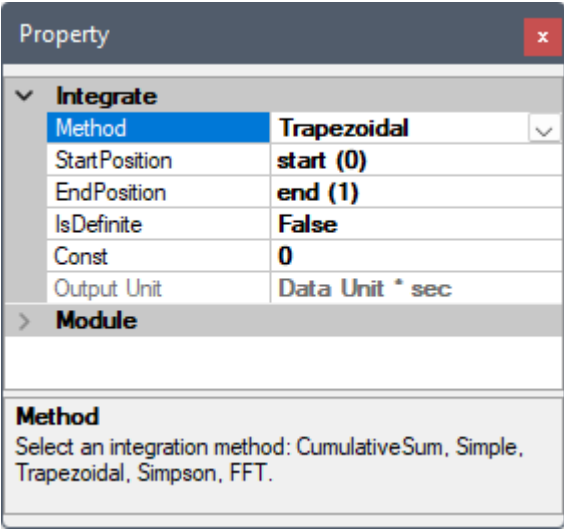 Property
x
Integrate
Method Trapezoidal
StartPosition start (0)
EndPosition end (1)
IsDefinite False
Const 0
Output Unit Data Unit * sec
Module
Method
Select an integration method: CumulativeSum, Simple,
Trapezoidal, Simpson, FFT.